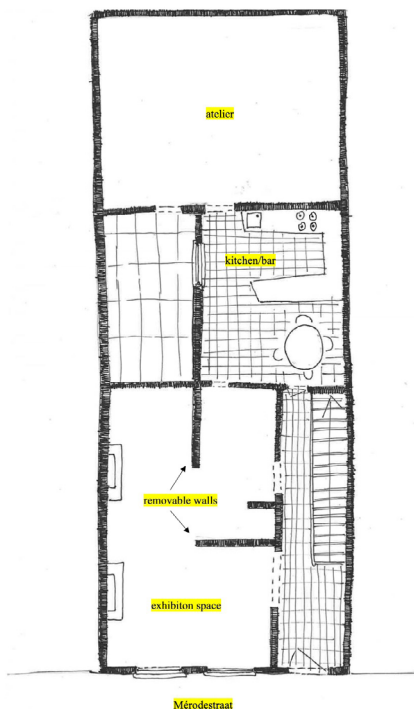 atelier
kitchen/bar
removable walls
exhibiton space
Mérodestraat